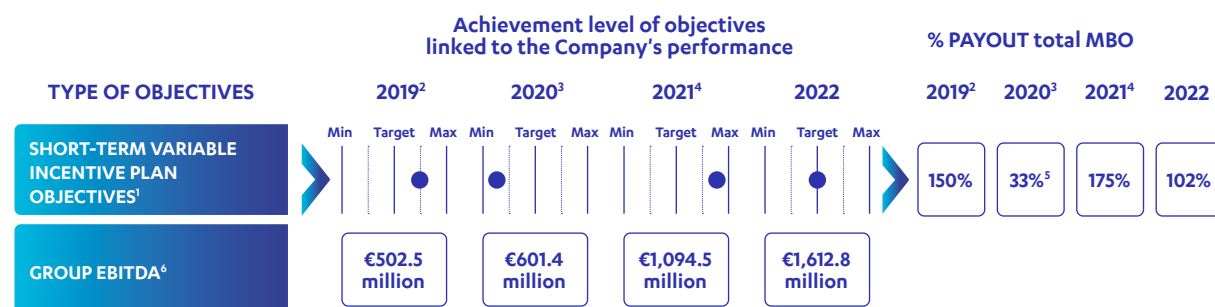 Achievement level of objectives
linked to the Company's performance
% PAYOUT total MBO
TYPE OF OBJECTIVES
2019²
2020³
2021⁴
2022
2019²
2020³
2021⁴
2022
Min Target Max
Min Target Max
Min Target Max
Min Target Max
SHORT-TERM VARIABLE
INCENTIVE PLAN
OBJECTIVES¹
150%
33%⁵
175%
102%
GROUP EBITDA⁶
€502.5
million
€601.4
million
€1,094.5
million
€1,612.8
million